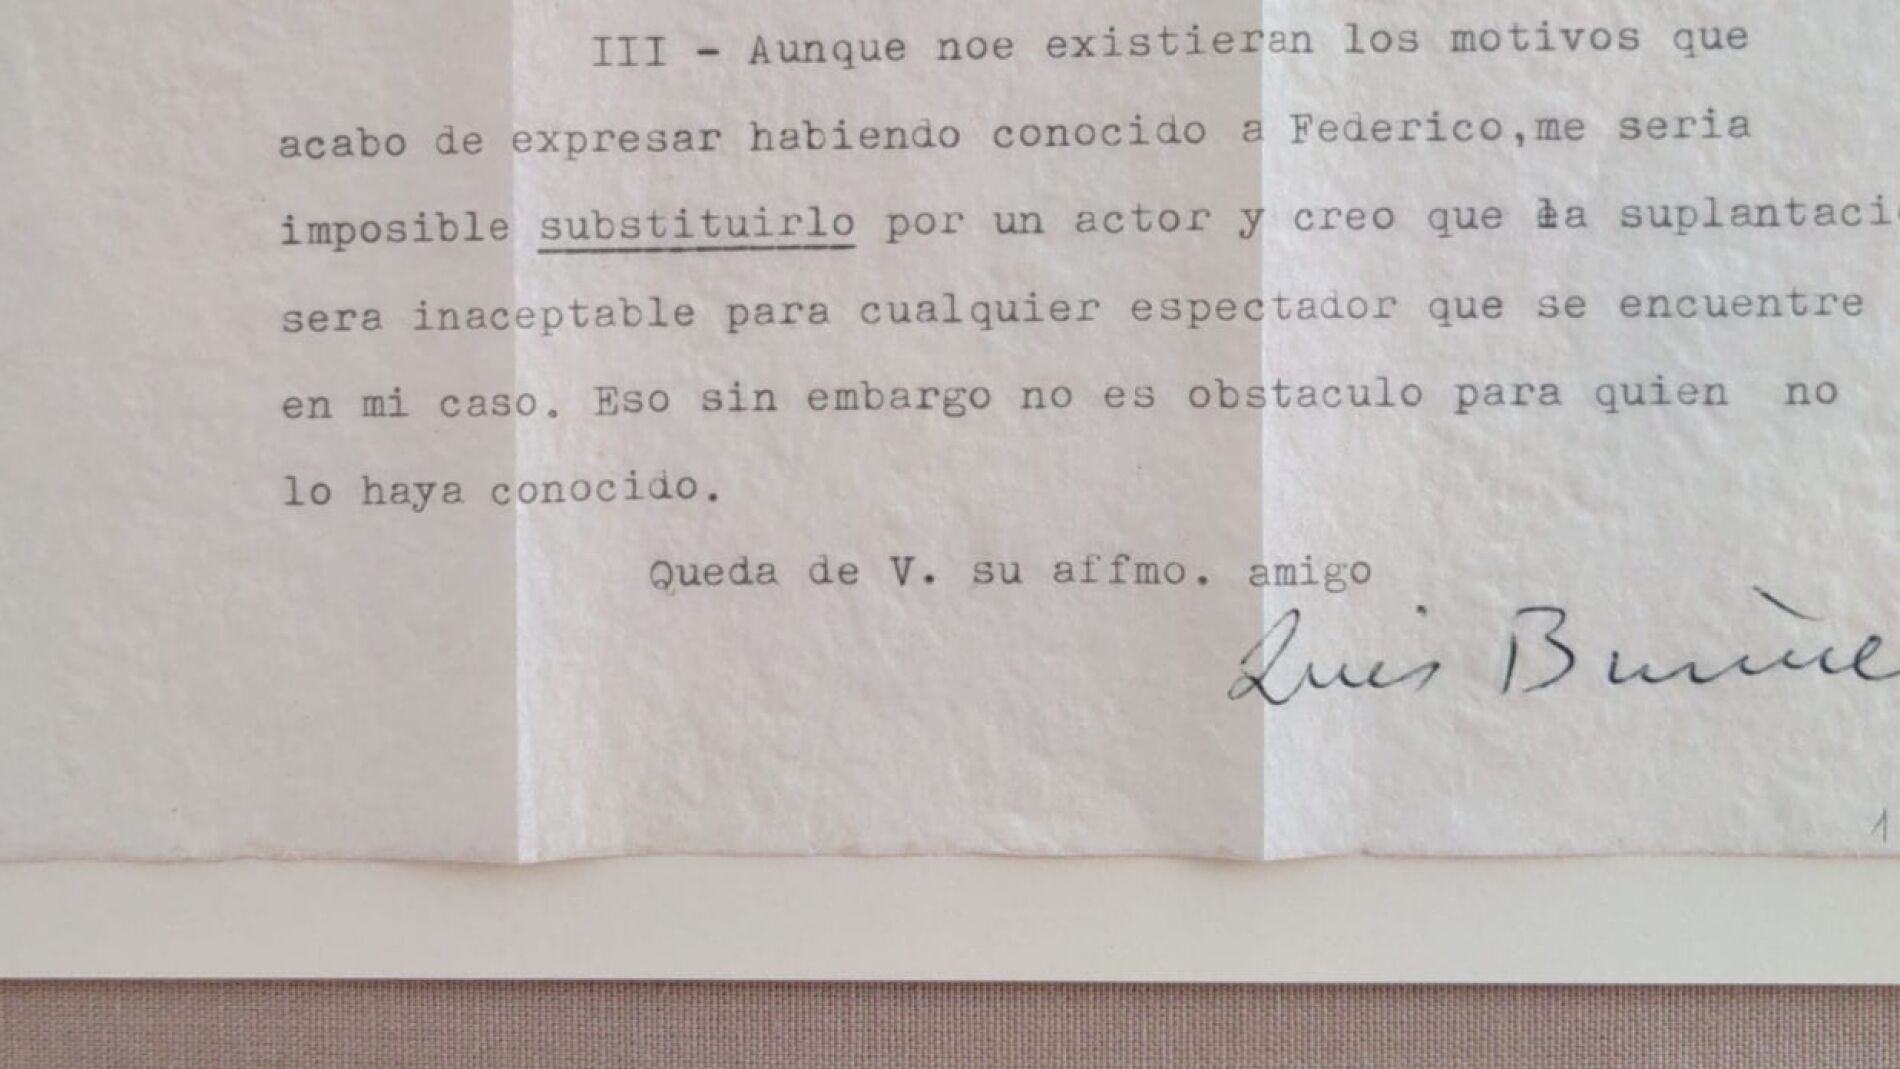 III - Aunque noe existieran los motivos que
acabo de expresar habiendo conocido a Federico,me seria
imposible substituirlo por un actor y creo que la suplantaci
sera inaceptable para cualquier espectador que se encuentre
en mi caso. Eso sin embargo no es obstaculo para quien no
lo haya conocido.
Queda de V. su affmo. amigo
Luis Buñue
1